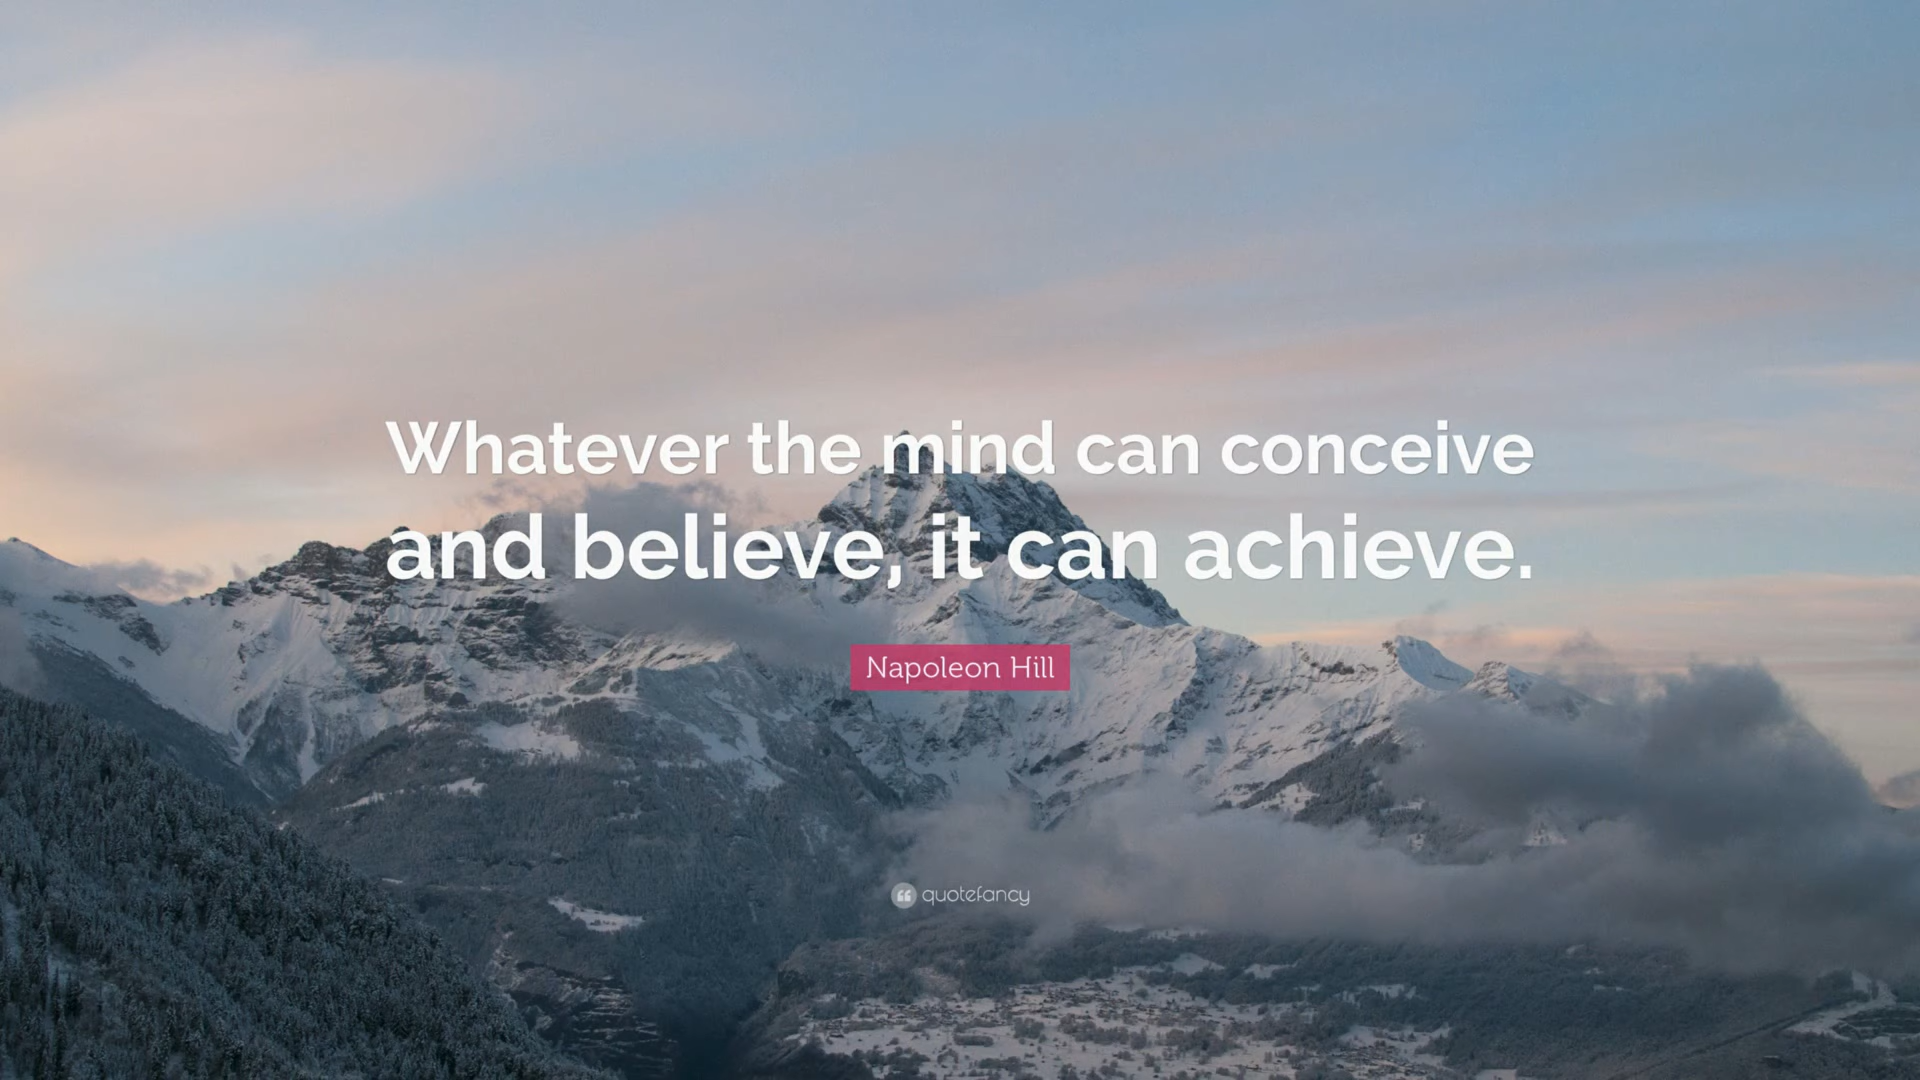 Whatever the mind can conceive
and believe, it can achieve.
Napoleon Hill
quotefancy